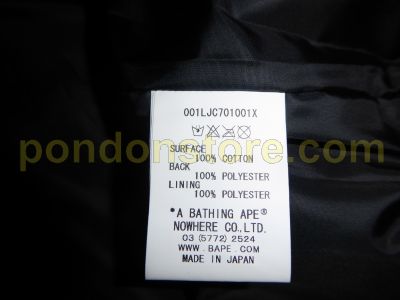 001LJC701001X
SURFACE
100% COTTON
BACK
100% POLYESTER
LINING
100% POLYESTER
*A BATHING APE®
NOWHERE CO., LTD.
03 (5772) 2524
WWW. BAPE. COM
MADE IN JAPAN
pondonstore.com